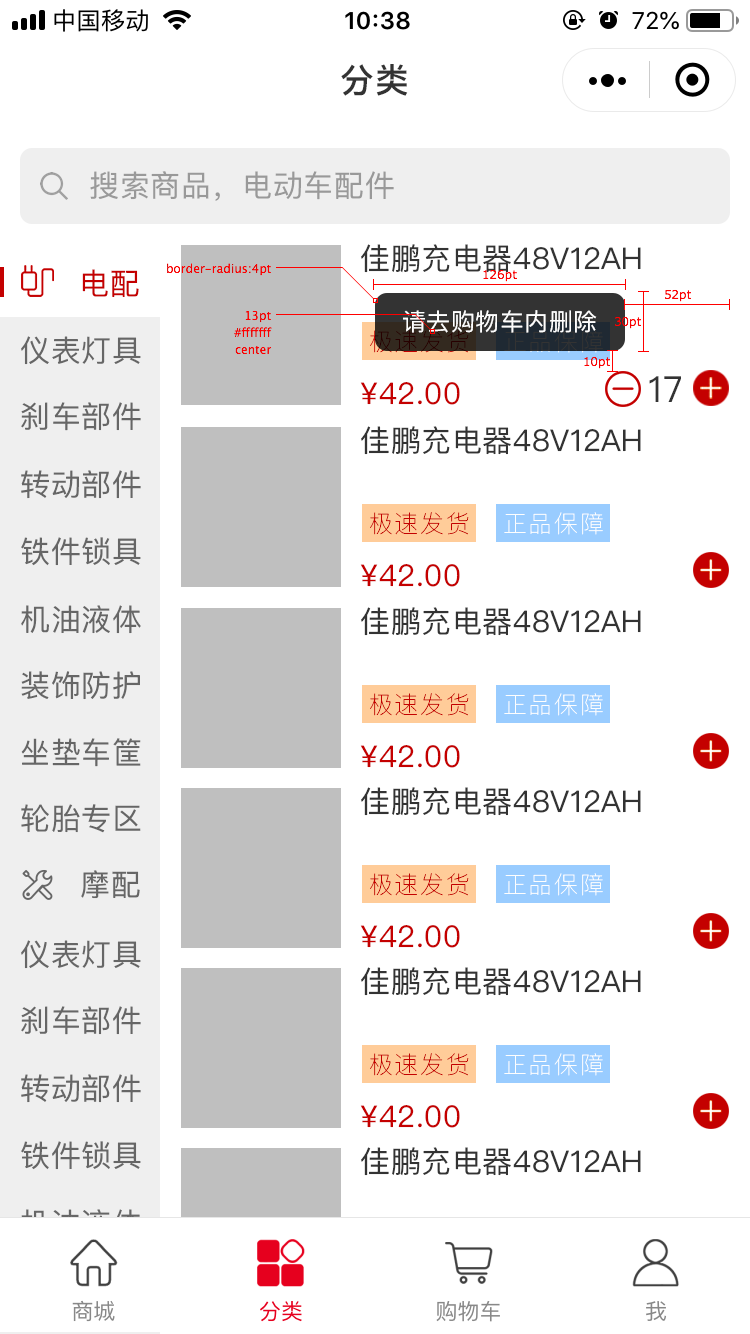 中国移动 10:38 72%
分类
搜索商品，电动车配件
电配
仪表灯具
刹车部件
转动部件
铁件锁具
机油液体
装饰防护
坐垫车筐
轮胎专区
摩配
仪表灯具
刹车部件
转动部件
铁件锁具
机油液体
佳鹏充电器48V12AH
border-radius:4pt
126pt
52pt
13pt
#fffffff
center
请去购物车内删除
30pt
极速发货 正品保障
10pt
¥42.00 17
佳鹏充电器48V12AH
极速发货 正品保障
¥42.00
佳鹏充电器48V12AH
极速发货 正品保障
¥42.00
佳鹏充电器48V12AH
极速发货 正品保障
¥42.00
佳鹏充电器48V12AH
极速发货 正品保障
¥42.00
佳鹏充电器48V12AH
商城 分类 购物车 我